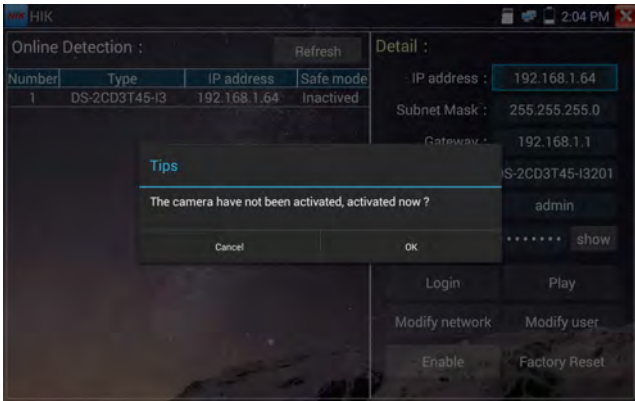 HIK HIK 2:04 PM
Online Detection : Refresh
Number Type IP address Safe mode
1 DS-2CD3T45-I3 192.168.1.64 Inactived
Detail :
IP address : 192.168.1.64
Subnet Mask : 255.255.255.0
Gateway : 192.168.1.1
S-2CD3T45-I3201
admin
show
Login Play
Modify network Modify user
Enable Factory Reset
Tips
The camera have not been activated, activated now ?
Cancel OK